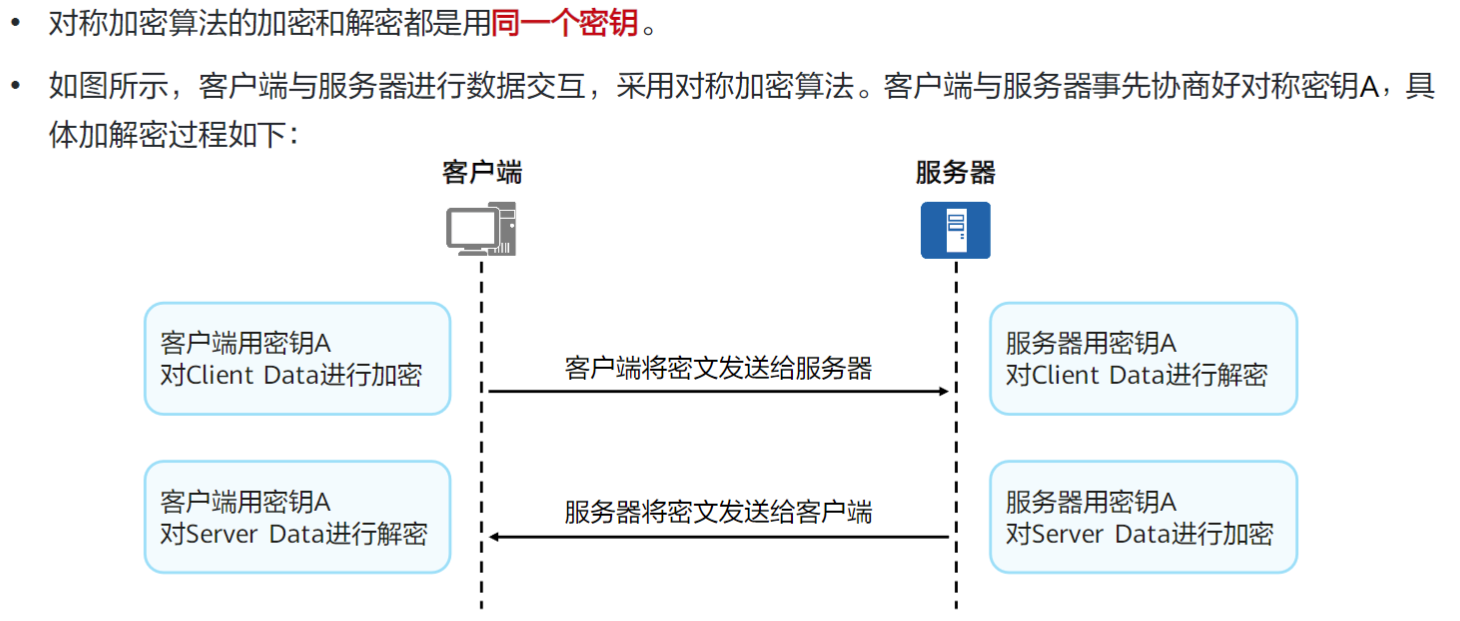 • 对称加密算法的加密和解密都是用同一个密钥。
• 如图所示，客户端与服务器进行数据交互，采用对称加密算法。客户端与服务器事先协商好对称密钥A，具
体加解密过程如下：
客户端
服务器
客户端用密钥A
对Client Data进行加密
客户端将密文发送给服务器
服务器用密钥A
对Client Data进行解密
客户端用密钥A
对Server Data进行解密
服务器将密文发送给客户端
服务器用密钥A
对Server Data进行加密